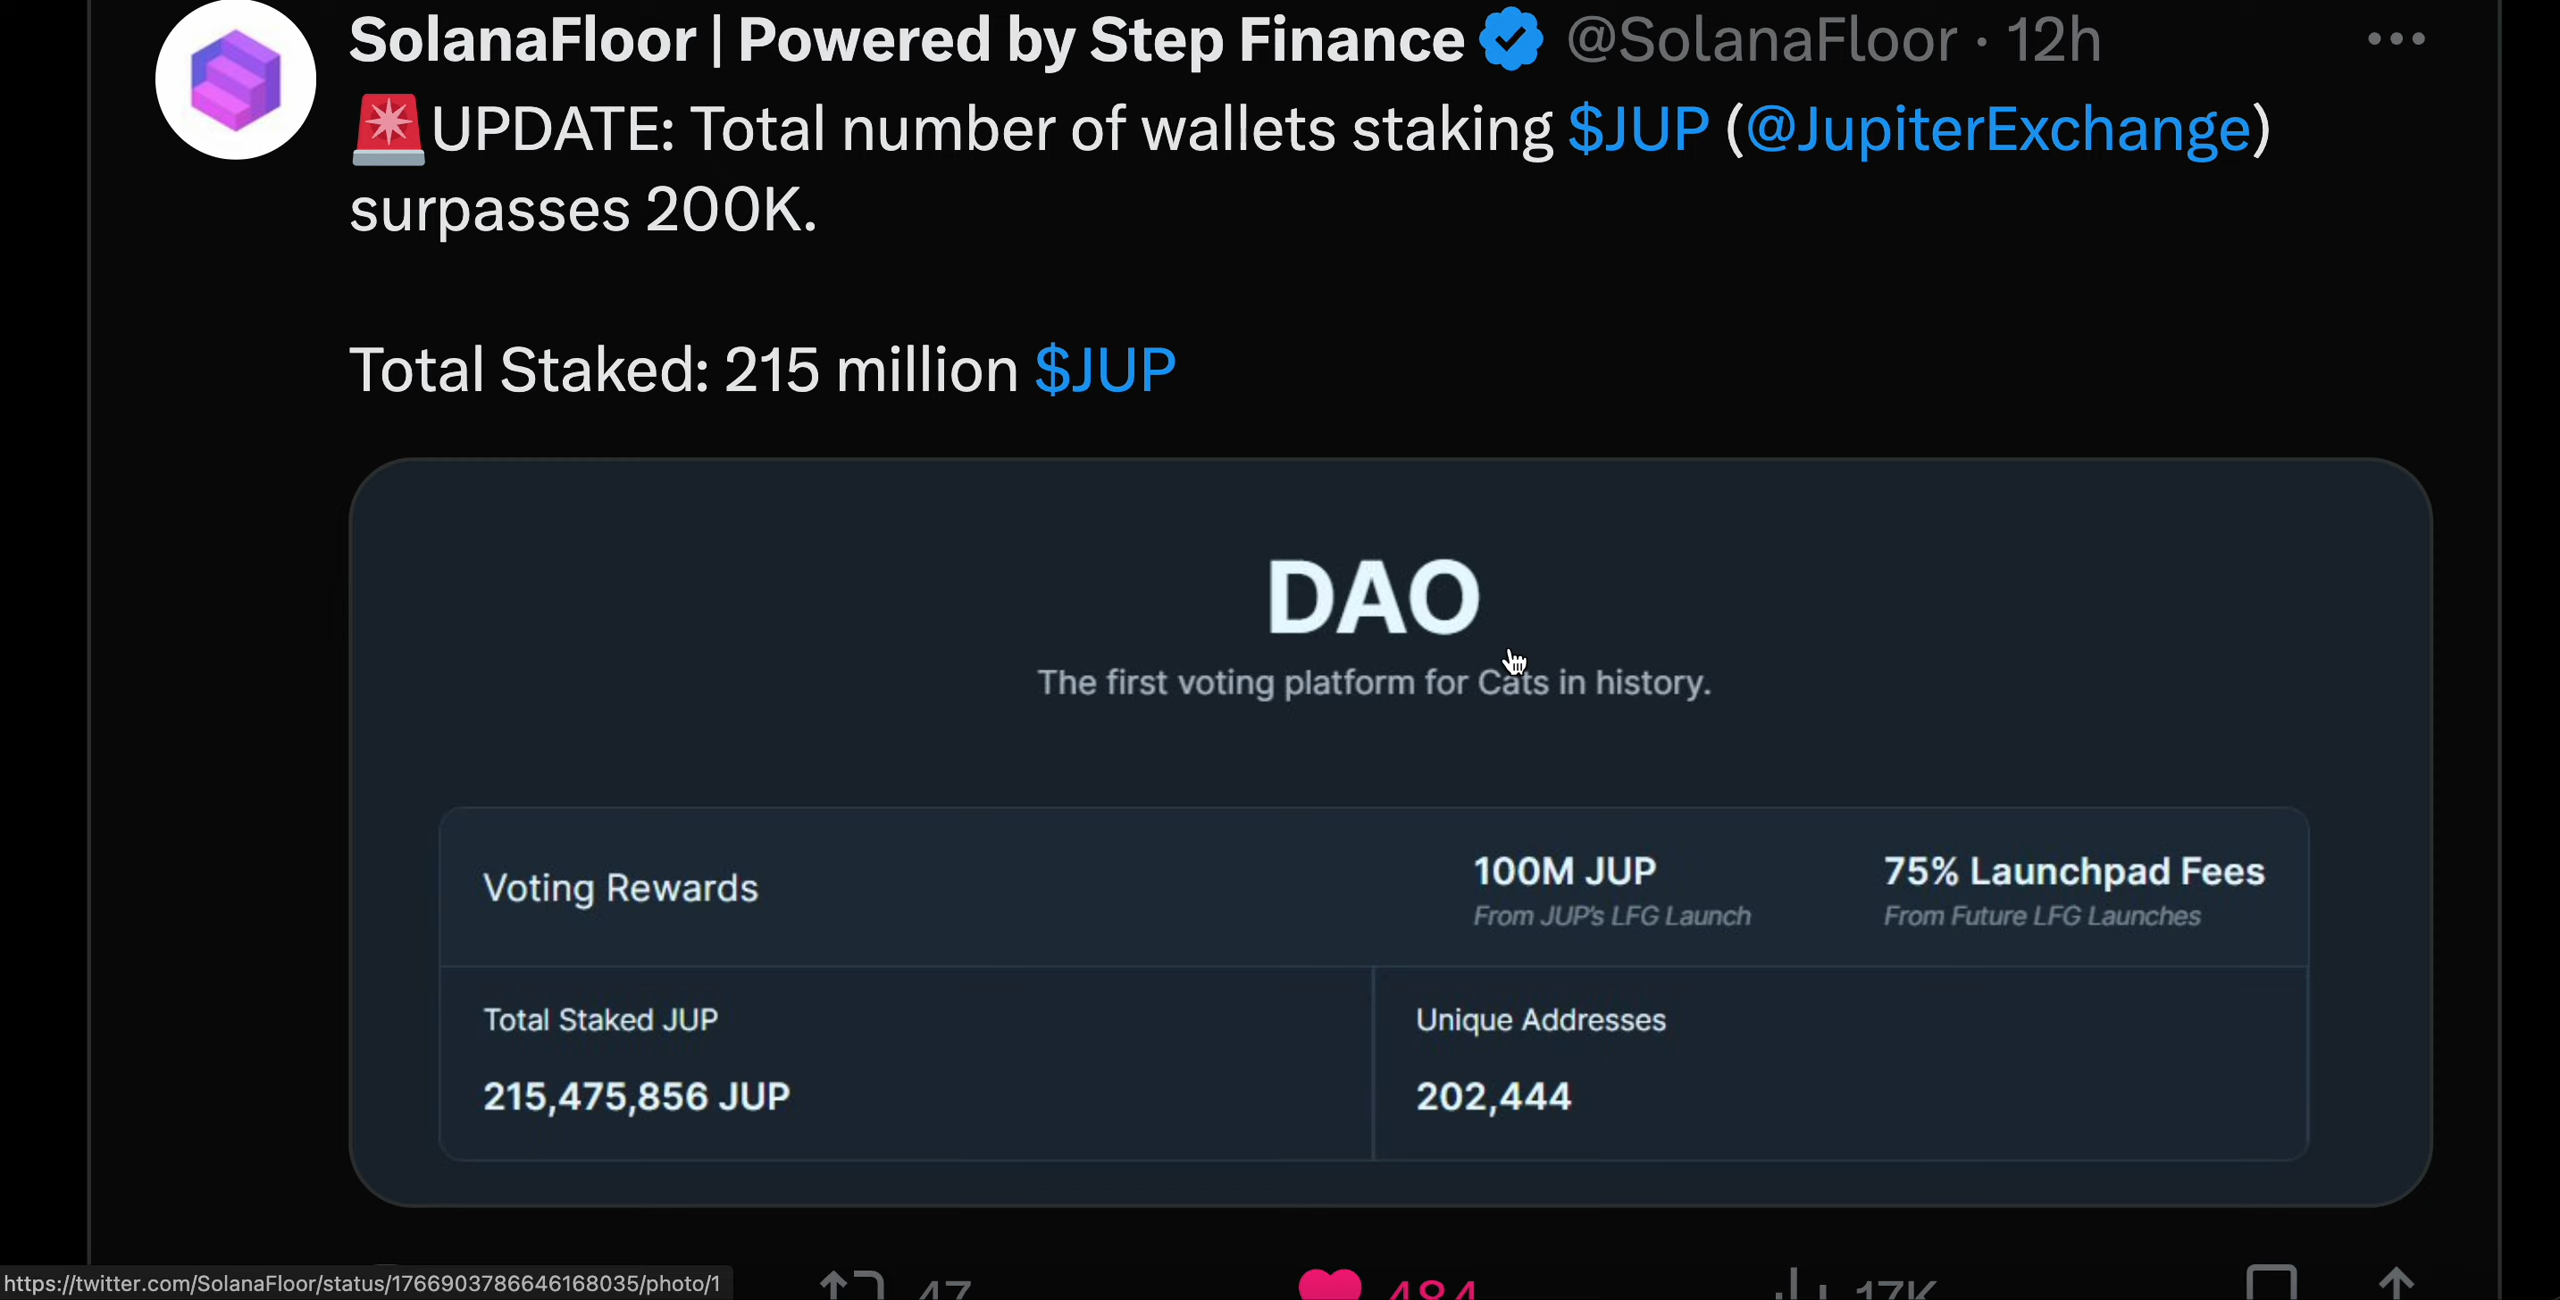 SolanaFloor | Powered by Step Finance @SolanaFloor · 12h
🚨UPDATE: Total number of wallets staking $JUP (@JupiterExchange)
surpasses 200K.
Total Staked: 215 million $JUP
DAO
The first voting platform for Cats in history.
Voting Rewards
100M JUP
From JUP's LFG Launch
75% Launchpad Fees
From Future LFG Launches
Total Staked JUP
215,475,856 JUP
Unique Addresses
202,444
https://twitter.com/SolanaFloor/status/1766903786646168035/photo/1
47
484
17K